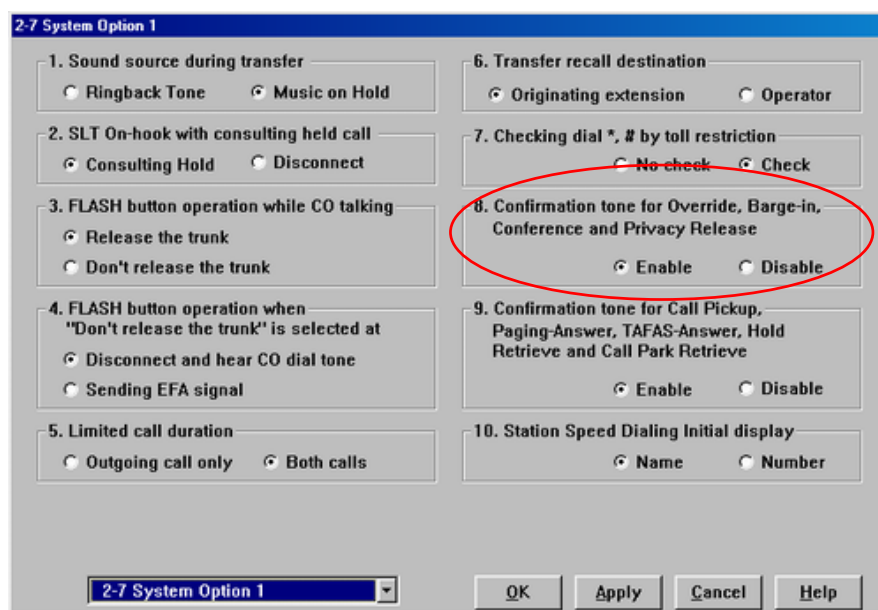 2-7 System Option 1
1. Sound source during transfer
Ringback Tone Music on Hold
2. SLT On-hook with consulting held call
Consulting Hold Disconnect
3. FLASH button operation while CO talking
Release the trunk
Don't release the trunk
4. FLASH button operation when
"Don't release the trunk" is selected at
Disconnect and hear CO dial tone
Sending EFA signal
5. Limited call duration
Outgoing call only Both calls
6. Transfer recall destination
Originating extension Operator
7. Checking dial *, # by toll restriction
No check Check
8. Confirmation tone for Override, Barge-in,
Conference and Privacy Release
Enable Disable
9. Confirmation tone for Call Pickup,
Paging-Answer, TAFAS-Answer, Hold
Retrieve and Call Park Retrieve
Enable Disable
10. Station Speed Dialing Initial display
Name Number
2-7 System Option 1
OK Apply Cancel Help